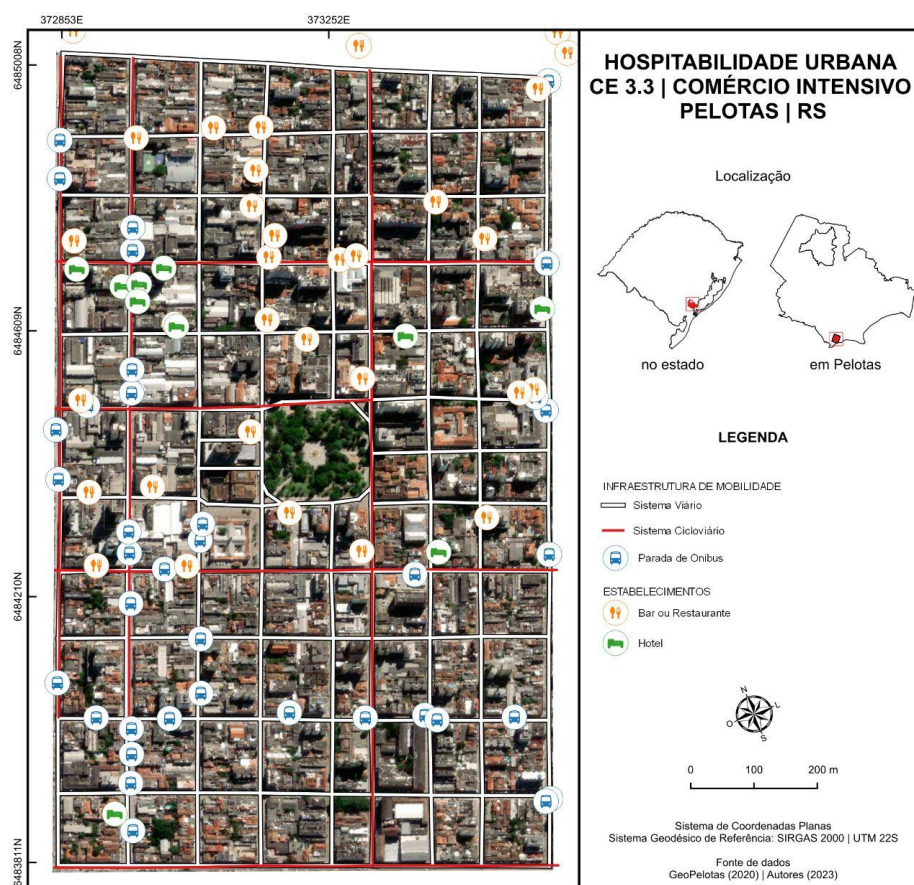 372853E
373252E
6485008N
6484609N
6484210N
6483811N
HOSPITABILIDADE URBANA
CE 3.3 | COMÉRCIO INTENSIVO
PELOTAS | RS
Localização
no estado
em Pelotas
LEGENDA
INFRAESTRUTURA DE MOBILIDADE
Sistema Viário
Sistema Cicloviário
Parada de Onibus
ESTABELECIMENTOS
Bar ou Restaurante
Hotel
N
L
O
S
0 100 200 m
Sistema de Coordenadas Planas
Sistema Geodésico de Referência: SIRGAS 2000 | UTM 22S
Fonte de dados
GeoPelotas (2020) | Autores (2023)